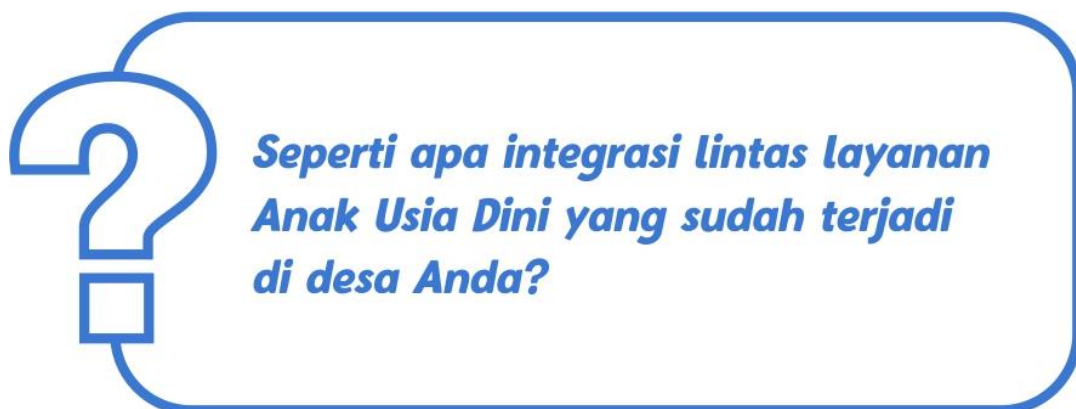 Seperti apa integrasi lintas layanan
Anak Usia Dini yang sudah terjadi
di desa Anda?